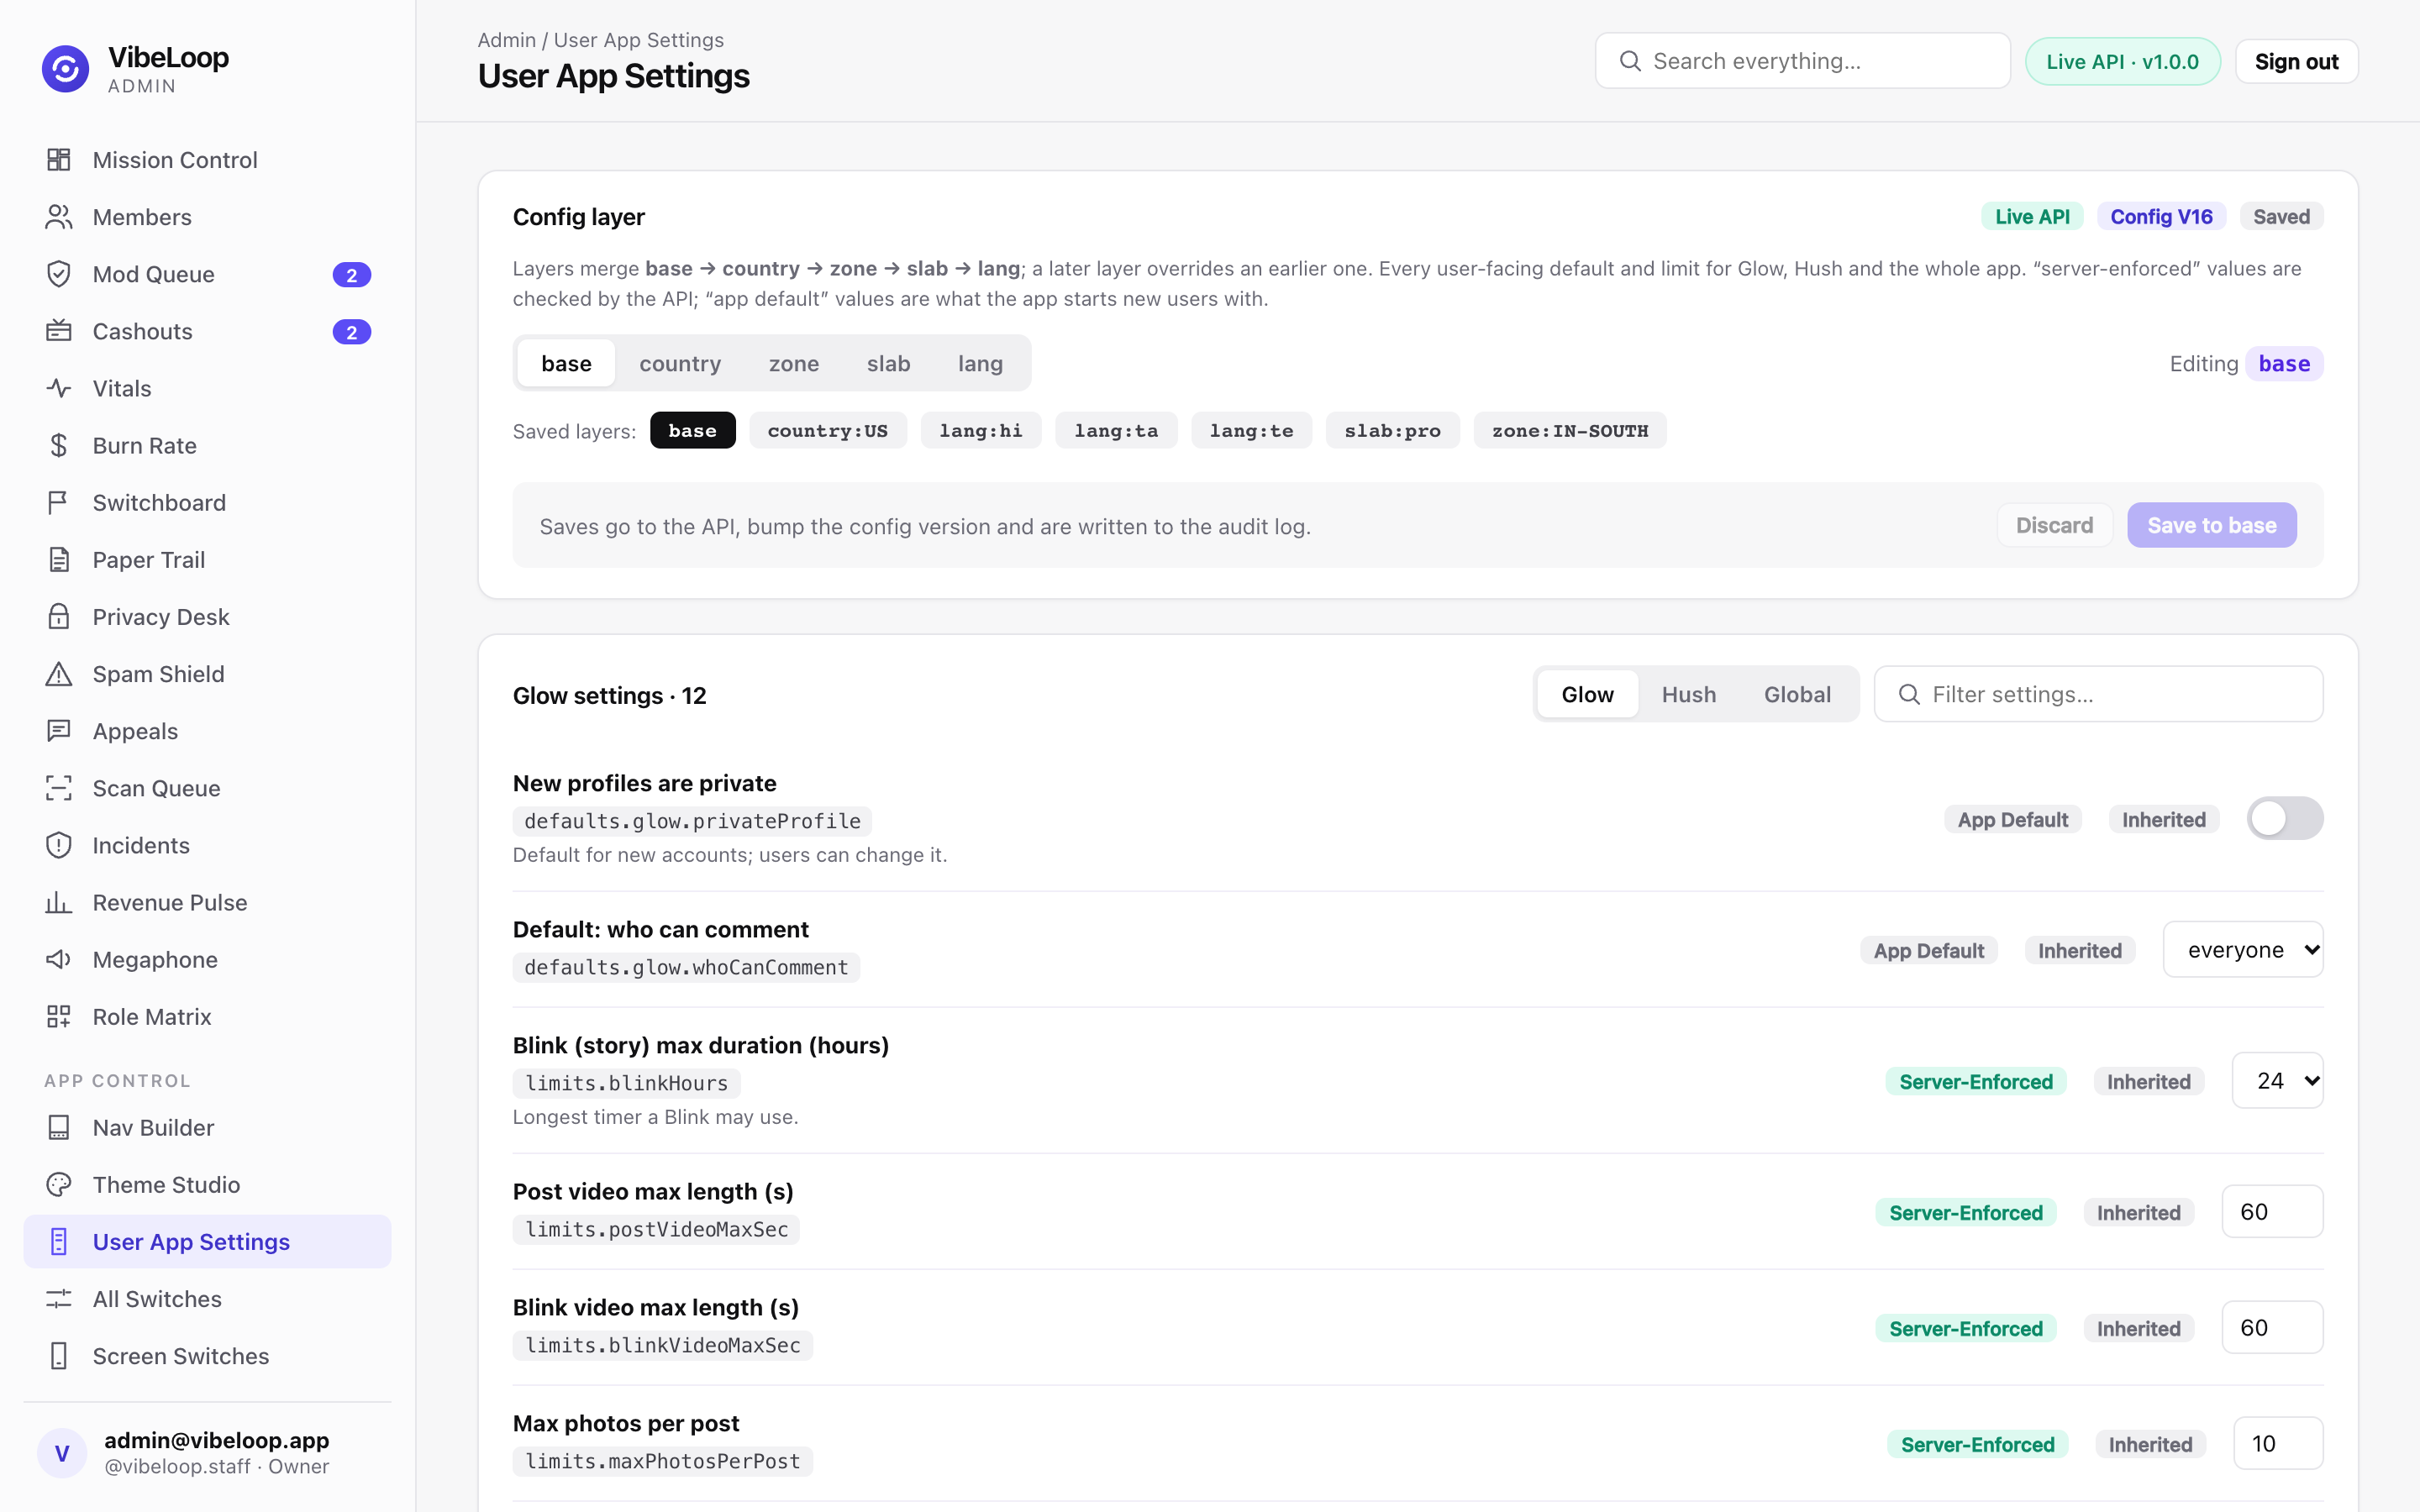 VibeLoop
ADMIN
Mission Control
Members
Mod Queue 2
Cashouts 2
Vitals
Burn Rate
Switchboard
Paper Trail
Privacy Desk
Spam Shield
Appeals
Scan Queue
Incidents
Revenue Pulse
Megaphone
Role Matrix
APP CONTROL
Nav Builder
Theme Studio
User App Settings
All Switches
Screen Switches
V
admin@vibeloop.app
@vibeloop.staff · Owner
Admin / User App Settings
User App Settings
Search everything...
Live API · v1.0.0
Sign out
Config layer
Live API
Config V16
Saved
Layers merge base → country → zone → slab → lang; a later layer overrides an earlier one. Every user-facing default and limit for Glow, Hush and the whole app. “server-enforced” values are
checked by the API; “app default” values are what the app starts new users with.
base country zone slab lang
Editing base
Saved layers: base country:US lang:hi lang:ta lang:te slab:pro zone:IN-SOUTH
Saves go to the API, bump the config version and are written to the audit log.
Discard
Save to base
Glow settings · 12
Glow Hush Global
Filter settings...
New profiles are private
defaults.glow.privateProfile
Default for new accounts; users can change it.
App Default Inherited
Default: who can comment
defaults.glow.whoCanComment
App Default Inherited everyone
Blink (story) max duration (hours)
limits.blinkHours
Longest timer a Blink may use.
Server-Enforced Inherited 24
Post video max length (s)
limits.postVideoMaxSec
Server-Enforced Inherited 60
Blink video max length (s)
limits.blinkVideoMaxSec
Server-Enforced Inherited 60
Max photos per post
limits.maxPhotosPerPost
Server-Enforced Inherited 10